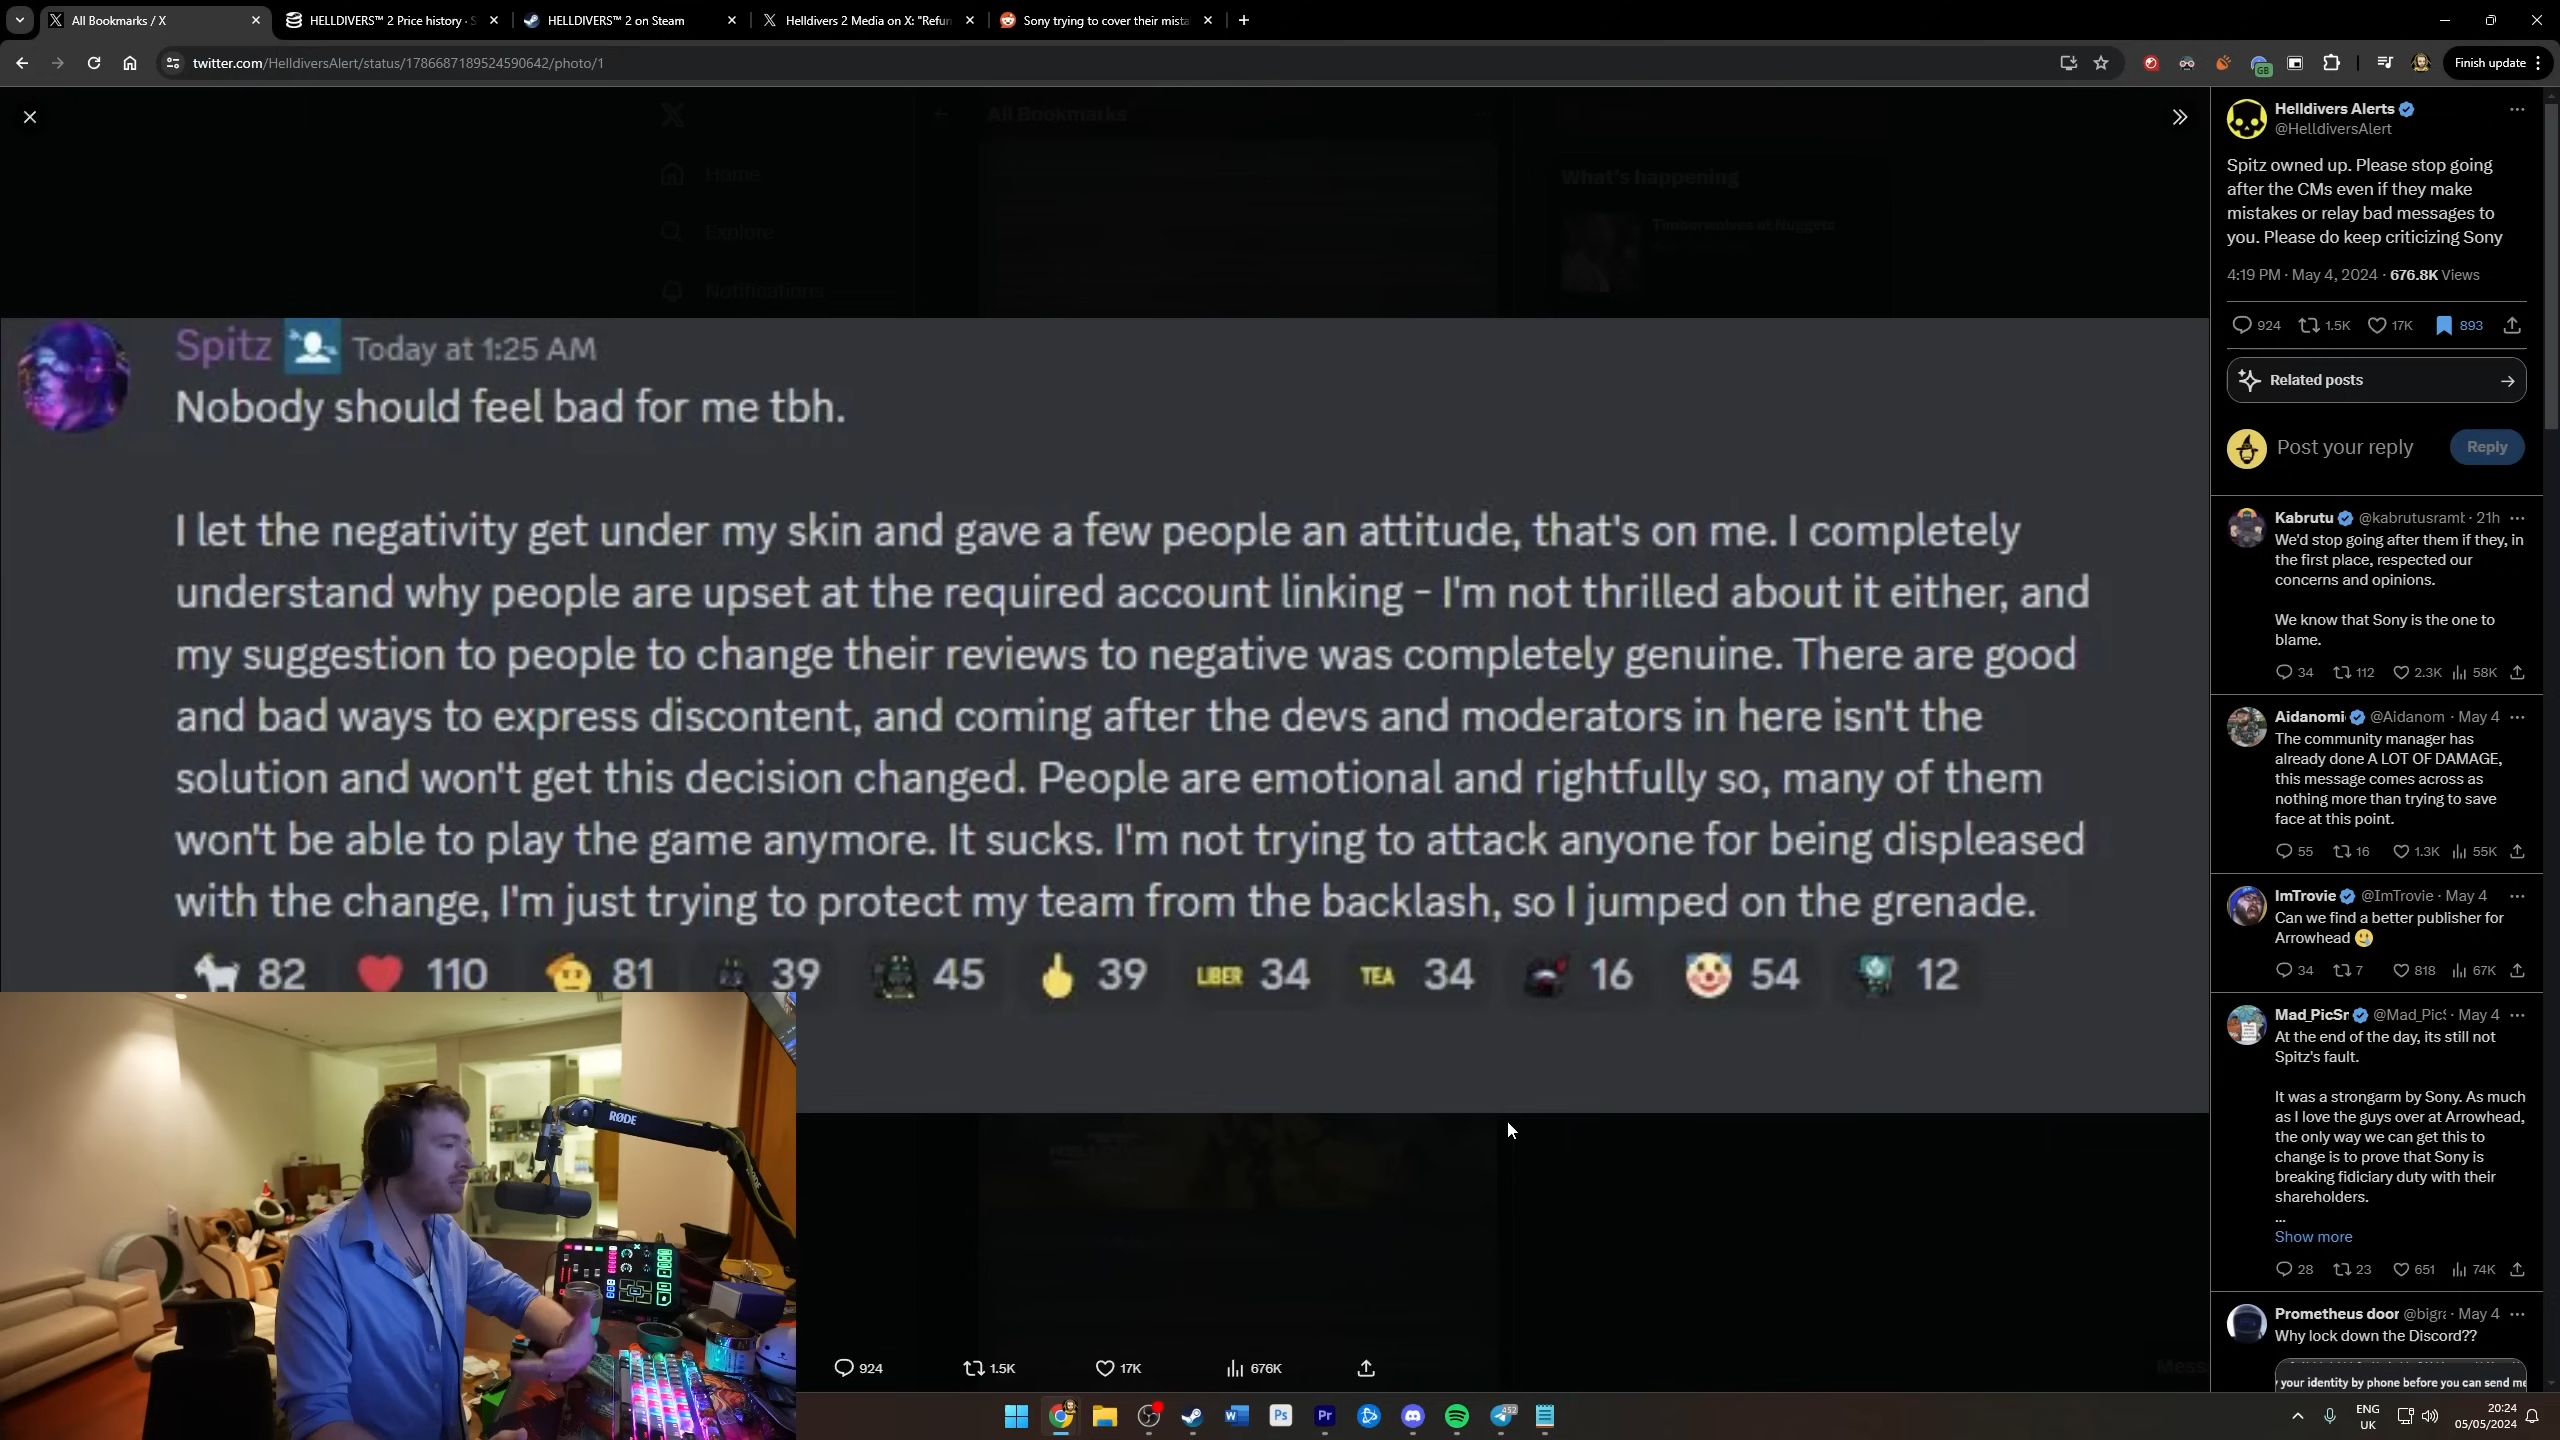 All Bookmarks / X
HELLDIVERS™ 2 Price history · S
HELLDIVERS™ 2 on Steam
Helldivers 2 Media on X: "Refun
Sony trying to cover their mista
twitter.com/HelldiversAlert/status/1786687189524590642/photo/1
GB
Finish update
All Bookmarks
Home
Explore
Notifications
What's happening
Timberwolves at Nuggets
Spitz Today at 1:25 AM
Nobody should feel bad for me tbh.
I let the negativity get under my skin and gave a few people an attitude, that's on me. I completely
understand why people are upset at the required account linking - I'm not thrilled about it either, and
my suggestion to people to change their reviews to negative was completely genuine. There are good
and bad ways to express discontent, and coming after the devs and moderators in here isn't the
solution and won't get this decision changed. People are emotional and rightfully so, many of them
won't be able to play the game anymore. It sucks. I'm not trying to attack anyone for being displeased
with the change, I'm just trying to protect my team from the backlash, so I jumped on the grenade.
82 110 81 39 45 39 LIBER 34 TEA 34 16 54 12
RØDE
924 1.5K 17K 676K
Helldivers Alerts
@HelldiversAlert
Spitz owned up. Please stop going
after the CMs even if they make
mistakes or relay bad messages to
you. Please do keep criticizing Sony
4:19 PM · May 4, 2024 · 676.8K Views
924 1.5K 17K 893
Related posts
Post your reply
Reply
Kabrutu @kabrutusraml · 21h
We'd stop going after them if they, in
the first place, respected our
concerns and opinions.
We know that Sony is the one to
blame.
34 112 2.3K 58K
Aidanomi @Aidanom · May 4
The community manager has
already done A LOT OF DAMAGE,
this message comes across as
nothing more than trying to save
face at this point.
55 16 1.3K 55K
ImTrovie @ImTrovie · May 4
Can we find a better publisher for
Arrowhead
34 7 818 67K
Mad_PicSr @Mad_Pic · May 4
At the end of the day, its still not
Spitz's fault.
It was a strongarm by Sony. As much
as I love the guys over at Arrowhead,
the only way we can get this to
change is to prove that Sony is
breaking fidiciary duty with their
shareholders.
...
Show more
28 23 651 74K
Prometheus door @bigra · May 4
Why lock down the Discord??
your identity by phone before you can send me
Mess
W Ps Pr 452
ENG
UK
20:24
05/05/2024